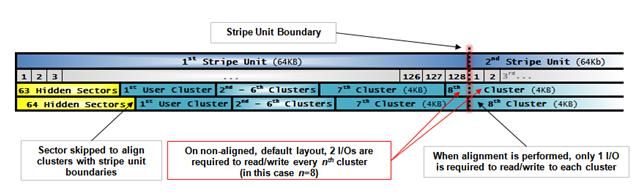 Stripe Unit Boundary
1st Stripe Unit (64KB) 2nd Stripe Unit (64Kb)
1 2 3 ... 126 127 128 1 2 3rd...
63 Hidden Sectors 1st User Cluster 2nd – 6th Clusters 7th Cluster (4KB) 8th Cluster (4KB)
64 Hidden Sectors 1st User Cluster 2nd – 6th Clusters 7th Cluster (4KB) 8th Cluster (4KB)
Sector skipped to align
clusters with stripe unit
boundaries
On non-aligned, default layout, 2 I/Os are
required to read/write every nth cluster
(in this case n=8)
When alignment is performed, only 1 I/O
is required to read/write to each cluster